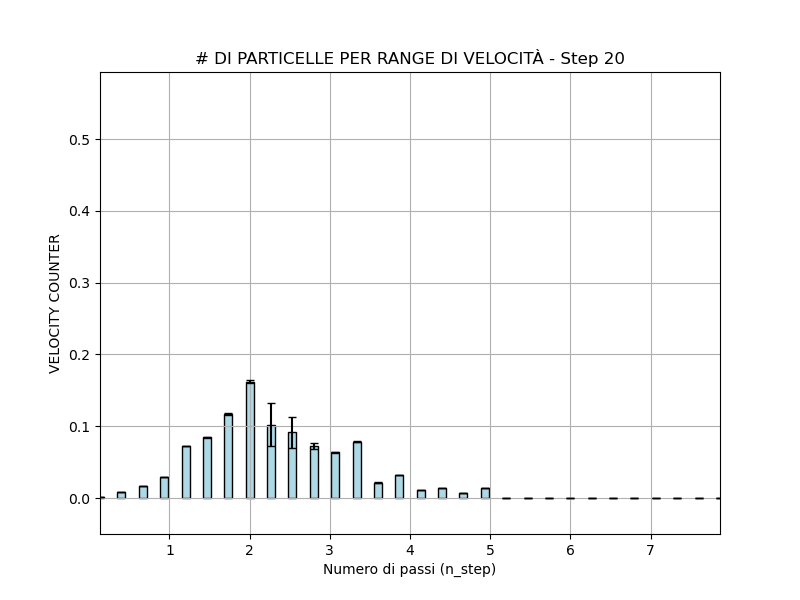 # DI PARTICELLE PER RANGE DI VELOCITÀ - Step 20
0.5
0.4
0.3
0.2
0.1
0.0
VELOCITY COUNTER
1 2 3 4 5 6 7
Numero di passi (n_step)